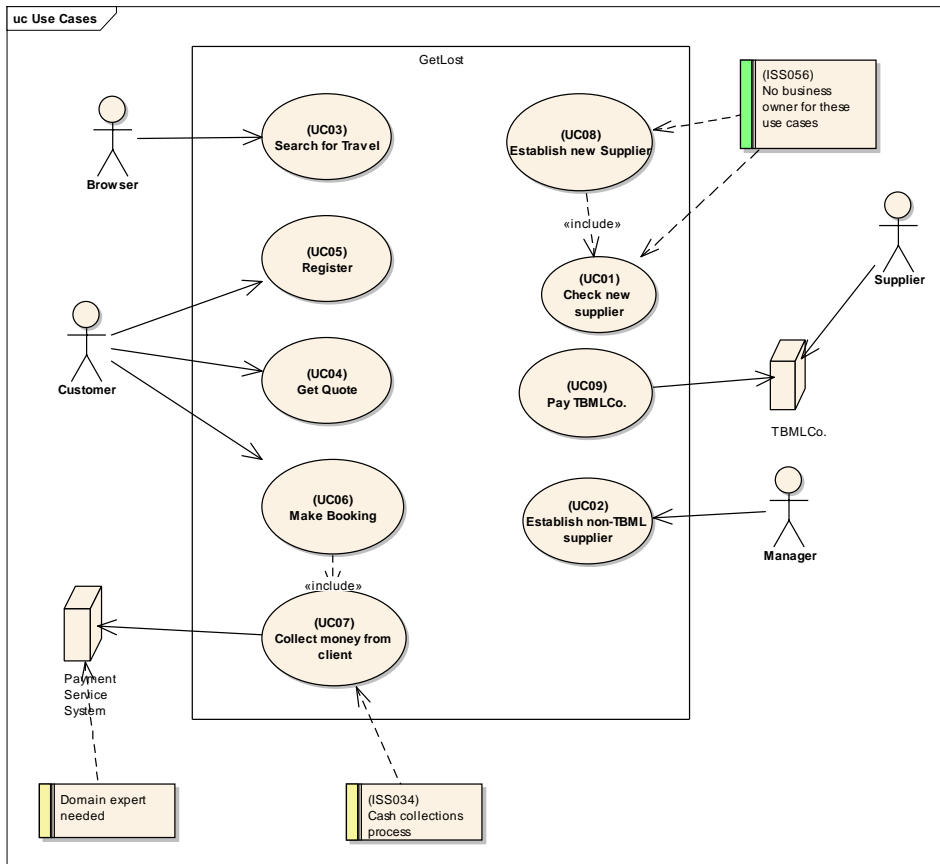 uc Use Cases
GetLost
(UC03)
Search for Travel
Browser
(UC08)
Establish new Supplier
(ISS056)
No business
owner for these
use cases
«include»
(UC05)
Register
(UC01)
Check new
supplier
Supplier
Customer
(UC04)
Get Quote
(UC09)
Pay TBMLCo.
TBMLCo.
(UC06)
Make Booking
(UC02)
Establish non-TBML
supplier
Manager
«include»
(UC07)
Collect money from
client
Payment
Service
System
Domain expert
needed
(ISS034)
Cash collections
process